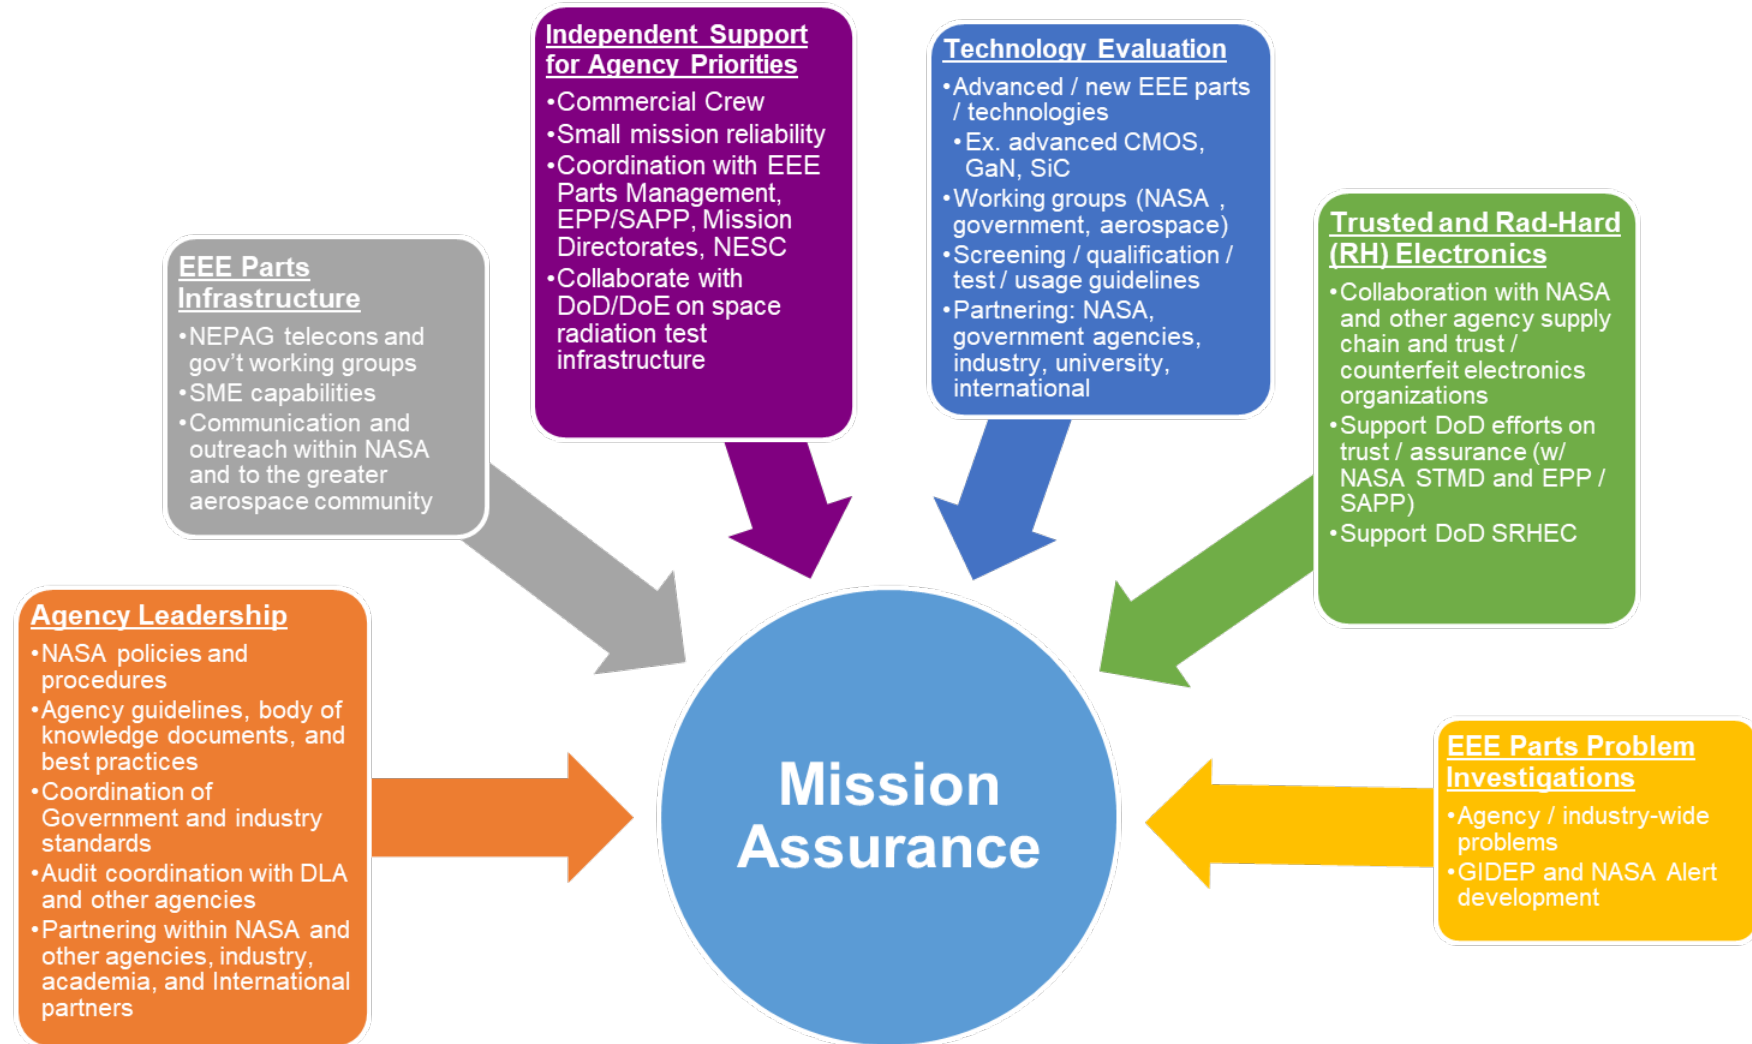 Independent Support
for Agency Priorities
•Commercial Crew
•Small mission reliability
•Coordination with EEE
Parts Management,
EPP/SAPP, Mission
Directorates, NESC
•Collaborate with
DoD/DoE on space
radiation test
infrastructure
Technology Evaluation
•Advanced / new EEE parts
/ technologies
•Ex. advanced CMOS,
GaN, SiC
•Working groups (NASA ,
government, aerospace)
•Screening / qualification /
test / usage guidelines
•Partnering: NASA,
government agencies,
industry, university,
international
EEE Parts
Infrastructure
•NEPAG telecons and
gov’t working groups
•SME capabilities
•Communication and
outreach within NASA
and to the greater
aerospace community
Trusted and Rad-Hard
(RH) Electronics
•Collaboration with NASA
and other agency supply
chain and trust /
counterfeit electronics
organizations
•Support DoD efforts on
trust / assurance (w/
NASA STMD and EPP /
SAPP)
•Support DoD SRHEC
Agency Leadership
•NASA policies and
procedures
•Agency guidelines, body of
knowledge documents, and
best practices
•Coordination of
Government and industry
standards
•Audit coordination with DLA
and other agencies
•Partnering within NASA and
other agencies, industry,
academia, and International
partners
Mission
Assurance
EEE Parts Problem
Investigations
•Agency / industry-wide
problems
•GIDEP and NASA Alert
development